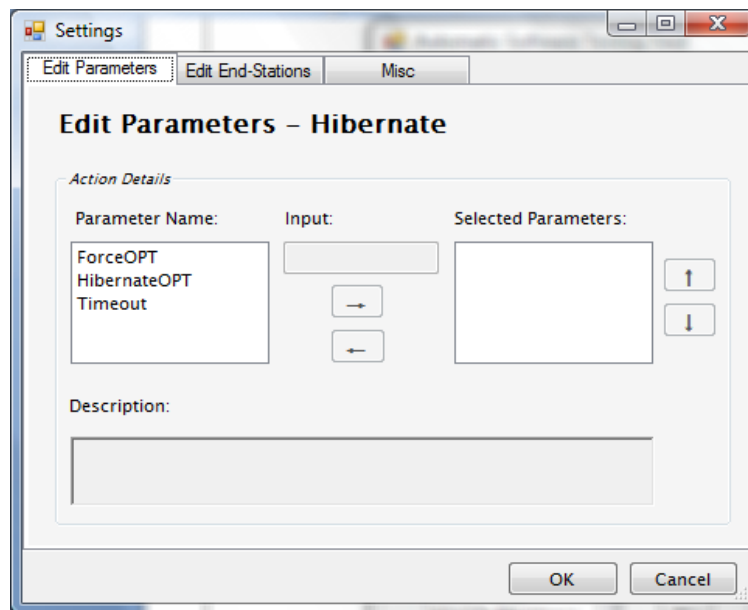 Settings
Edit Parameters
Edit End-Stations
Misc
Edit Parameters – Hibernate
Action Details
Parameter Name:
Input:
Selected Parameters:
ForceOPT
HibernateOPT
Timeout
→
←
↑
↓
Description:
OK
Cancel